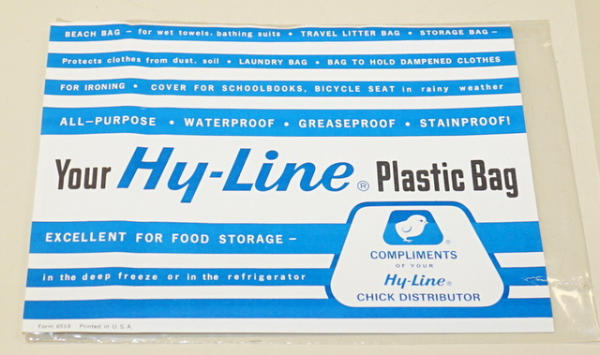 BEACH BAG - for wet towels, bathing suits • TRAVEL LITTER BAG • STORAGE BAG -
Protects clothes from dust, soil • LAUNDRY BAG • BAG TO HOLD DAMPENED CLOTHES
FOR IRONING • COVER FOR SCHOOLBOOKS, BICYCLE SEAT in rainy weather
ALL-PURPOSE • WATERPROOF • GREASEPROOF • STAINPROOF!
Your Hy-Line® Plastic Bag
EXCELLENT FOR FOOD STORAGE -
in the deep freeze or in the refrigerator
®
COMPLIMENTS
OF YOUR
Hy-Line®
CHICK DISTRIBUTOR
Form Printed in U.S.A.